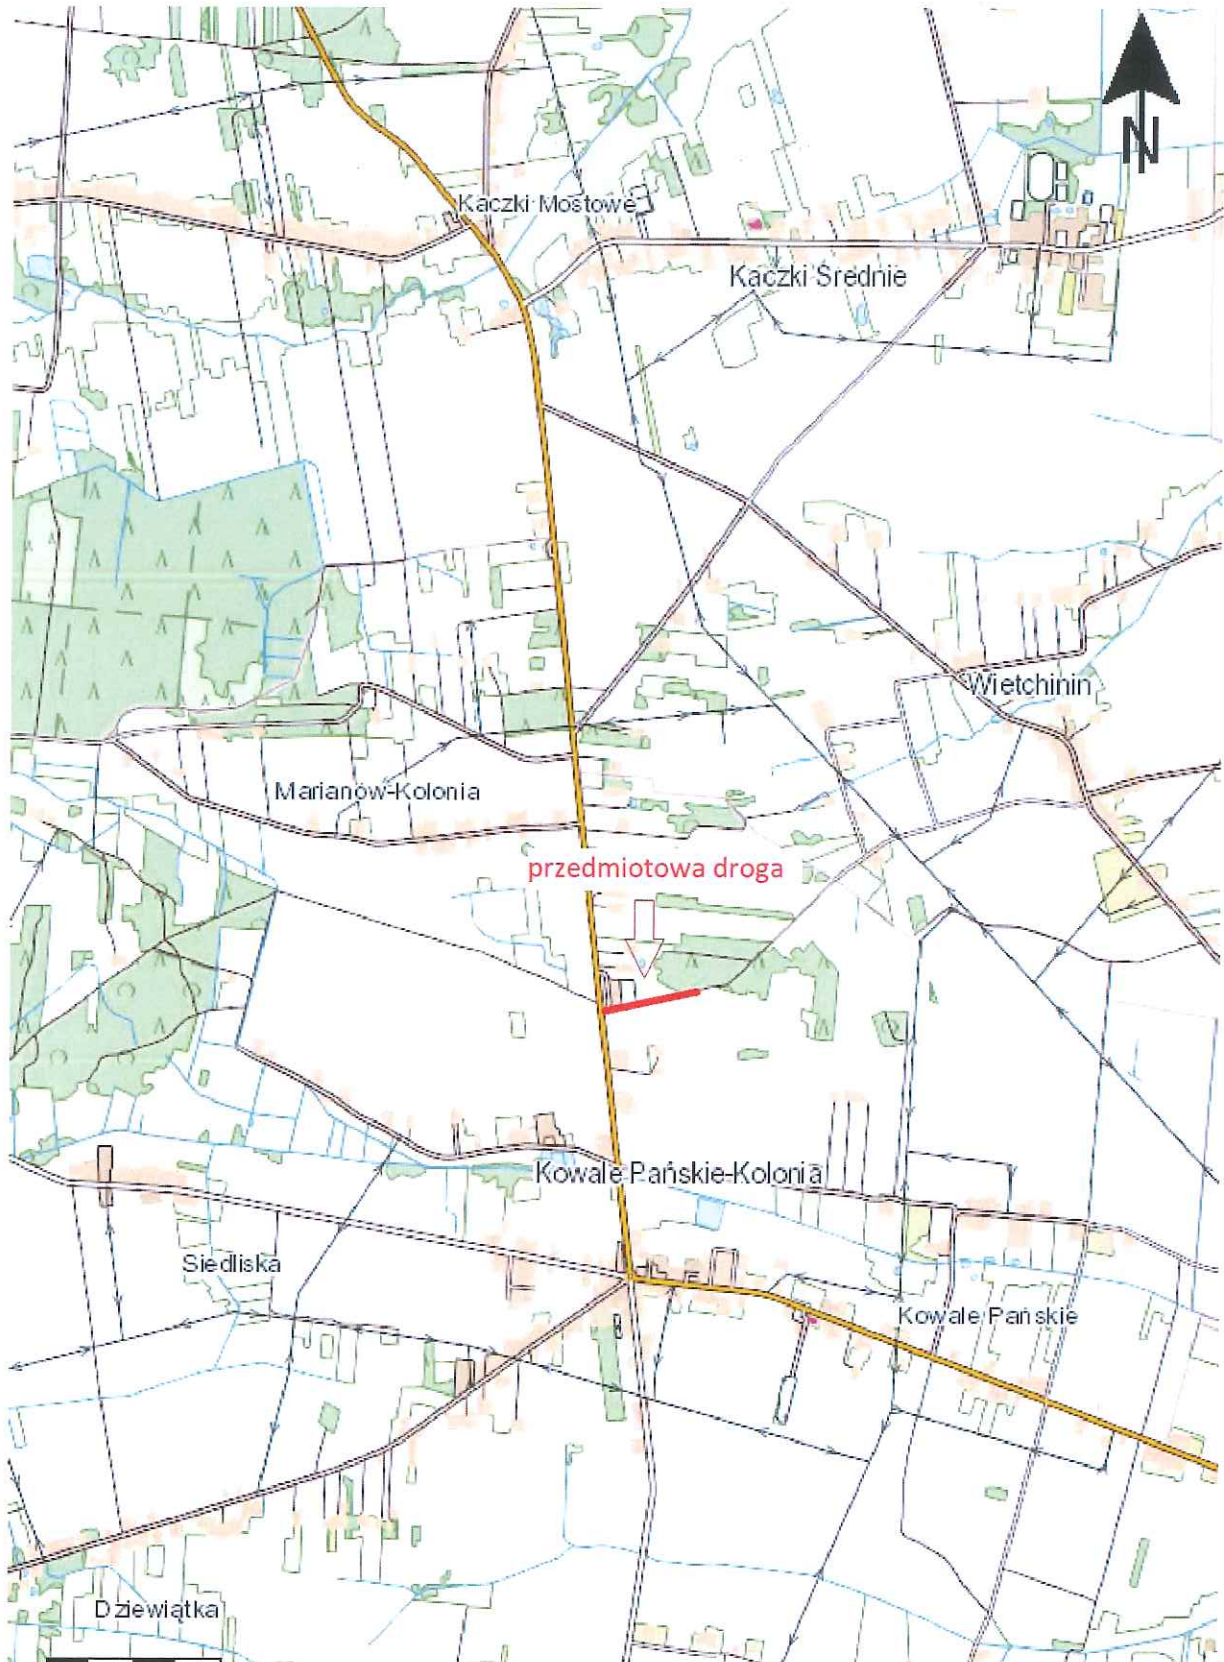 N
Kaczki Mostowe
Kaczki Średnie
Wietchinin
Marianów-Kolonia
przedmiotowa droga
Kowale Pańskie-Kolonia
Siedliska
Kowale Pańskie
Dziewiątka